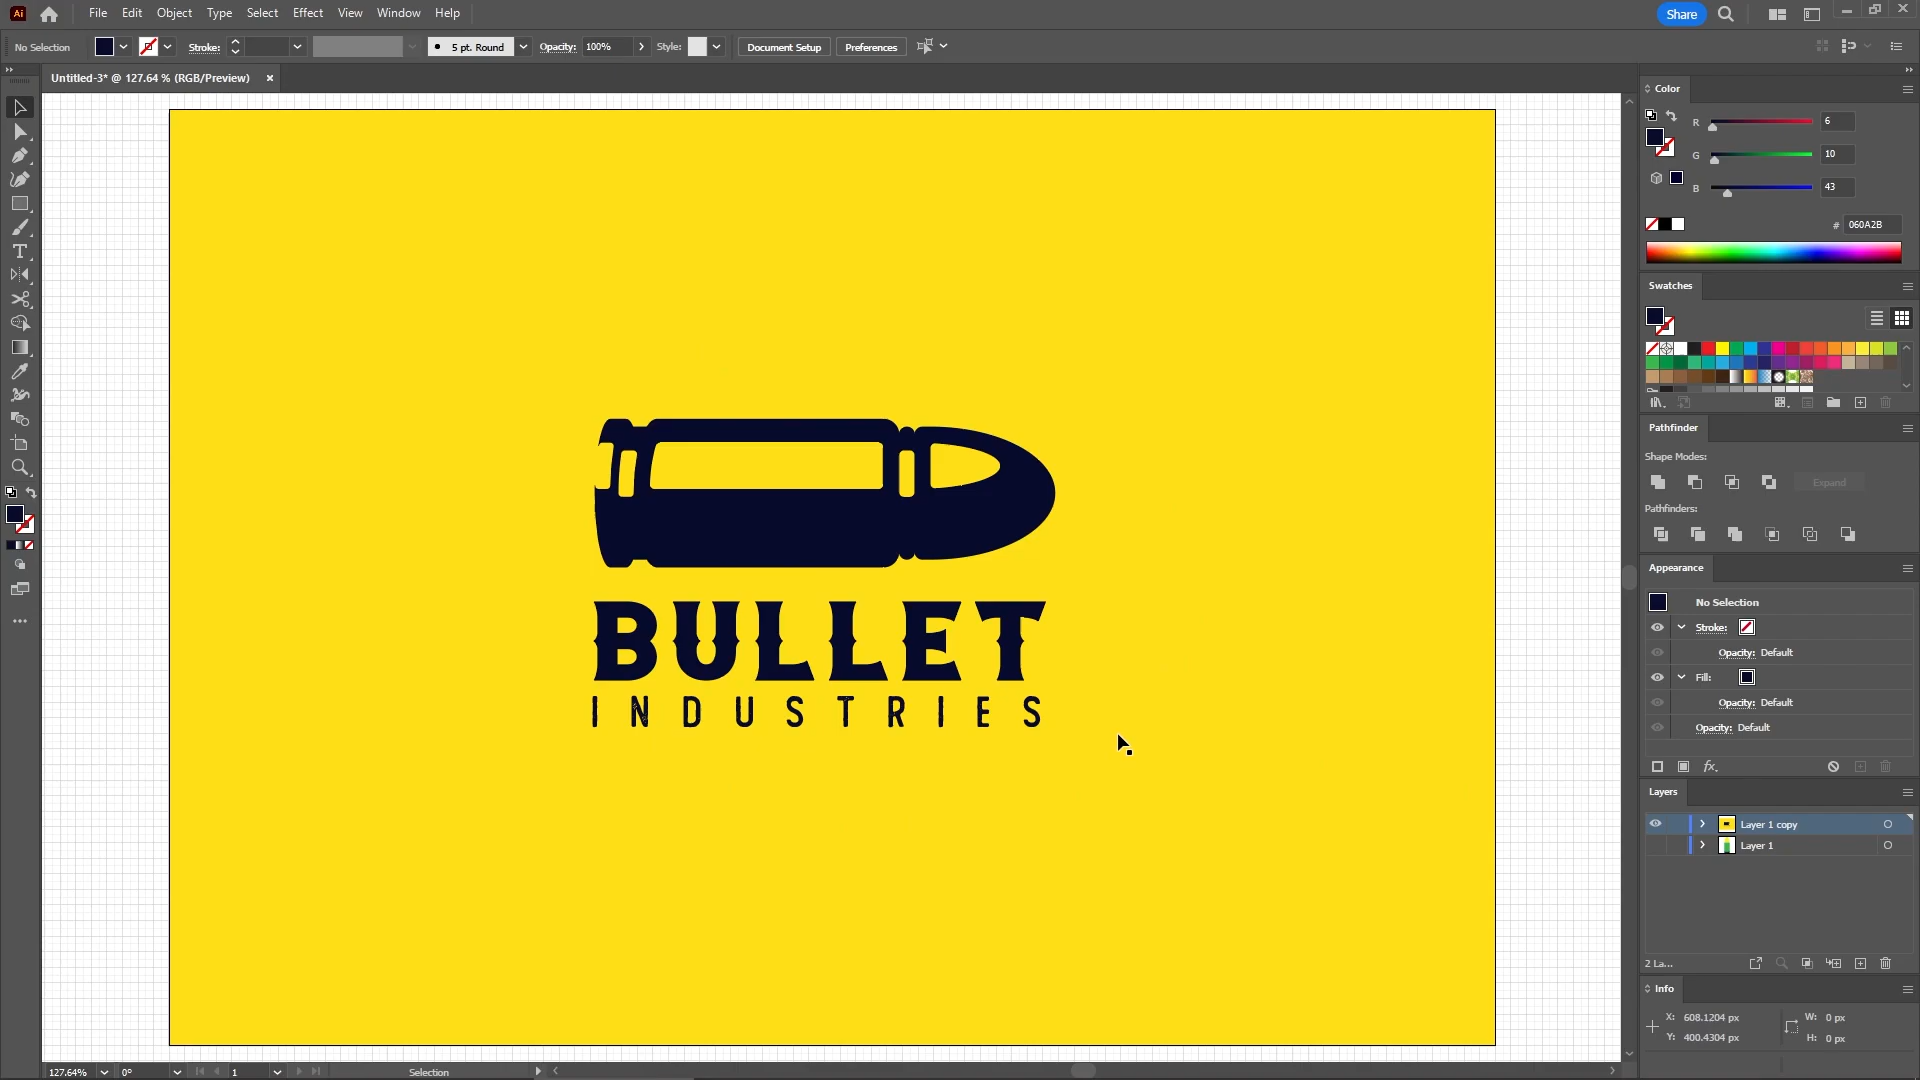 Ai File Edit Object Type Select Effect View Window Help Share
No Selection Stroke: 5 pt. Round Opacity: 100% Style: Document Setup Preferences
Untitled-3* @ 127.64 % (RGB/Preview) ×
Color
R 6
G 10
B 43
# 060A2B
Swatches
Pathfinder
Shape Modes:
Expand
Pathfinders:
Appearance
No Selection
Stroke:
Opacity: Default
Fill:
Opacity: Default
Opacity: Default
fx.
Layers
Layer 1 copy
Layer 1
2 La...
Info
X: 608.1204 px
Y: 400.4304 px
W: 0 px
H: 0 px
BULLET
INDUSTRIES
127.64% 0° 1 Selection